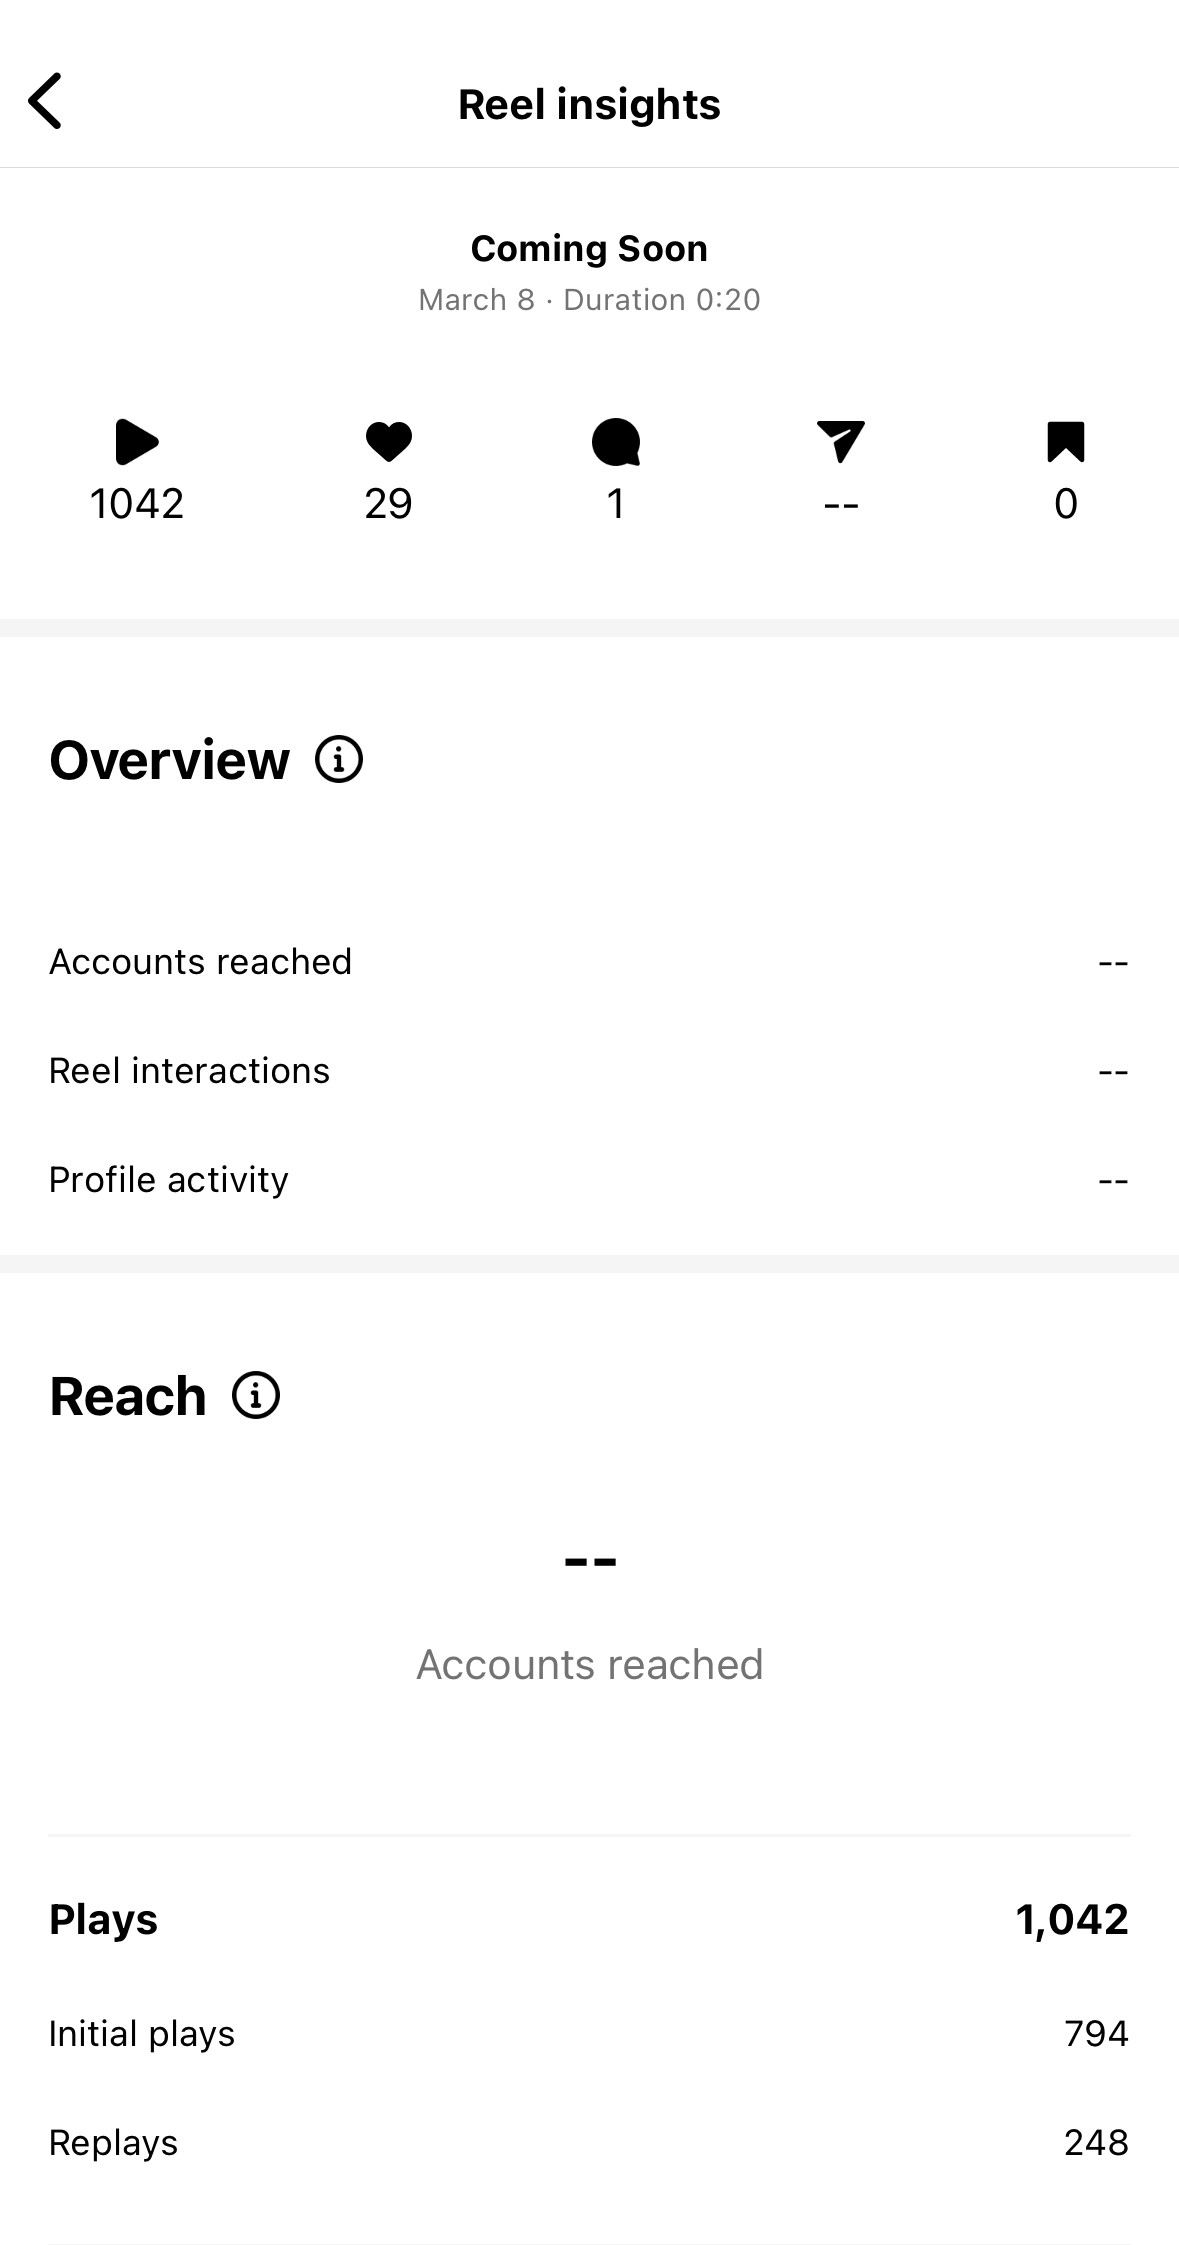 Reel insights
Coming Soon
March 8 · Duration 0:20
1042 29 1 -- 0
Overview
Accounts reached --
Reel interactions --
Profile activity --
Reach
--
Accounts reached
Plays 1,042
Initial plays 794
Replays 248